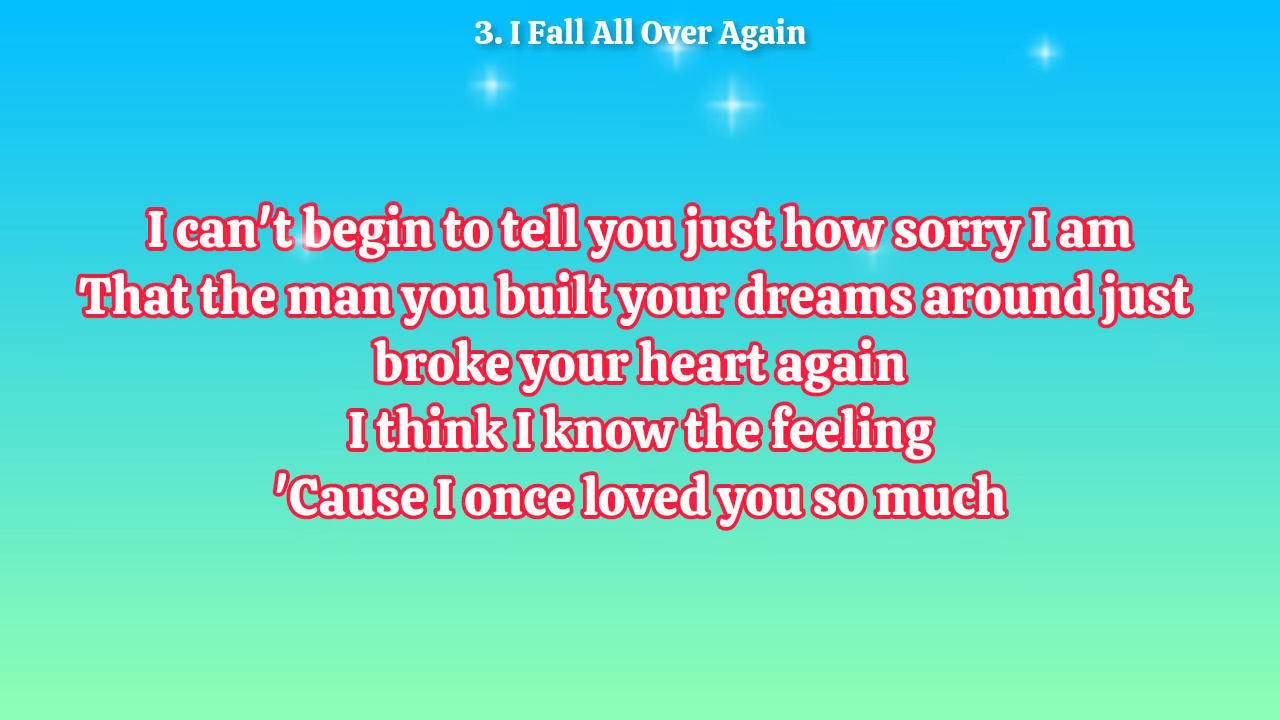 3. I Fall All Over Again
I can't begin to tell you just how sorry I am
That the man you built your dreams around just
broke your heart again
I think I know the feeling
'Cause I once loved you so much